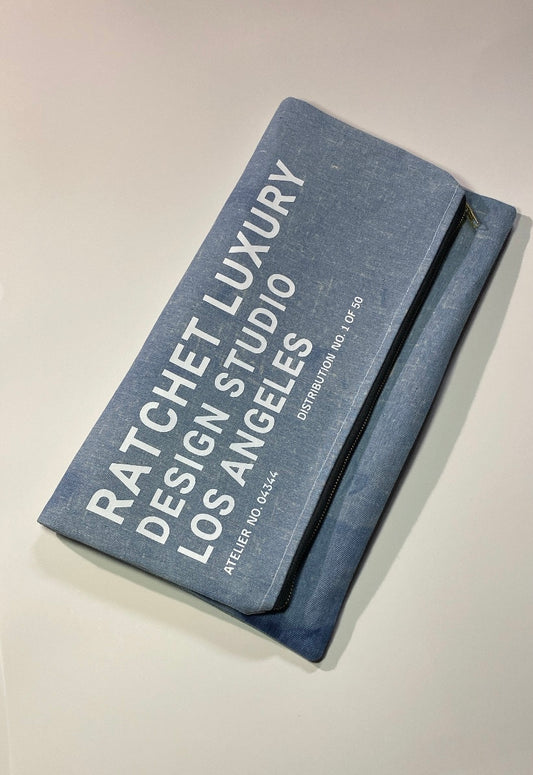 RATCHET LUXURY
DESIGN STUDIO
LOS ANGELES
ATELIER NO. 04344 DISTRIBUTION NO. 1 OF 50